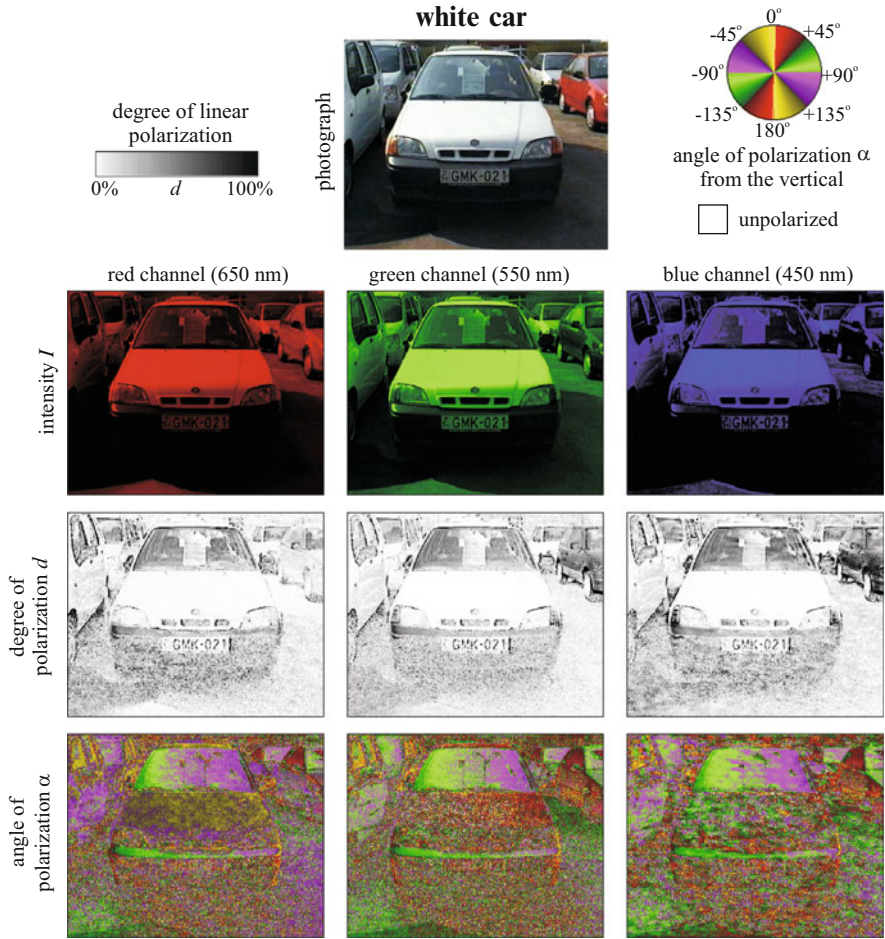 white car
degree of linear
polarization
0% d 100%
photograph
GMK-021
0°
-45° +45°
-90° +90°
-135° +135°
180°
angle of polarization α
from the vertical
unpolarized
red channel (650 nm) green channel (550 nm) blue channel (450 nm)
intensity I
GMK-021 GMK-021 GMK-021
degree of
polarization d
GMK-021 GMK-021 GMK-021
angle of
polarization α